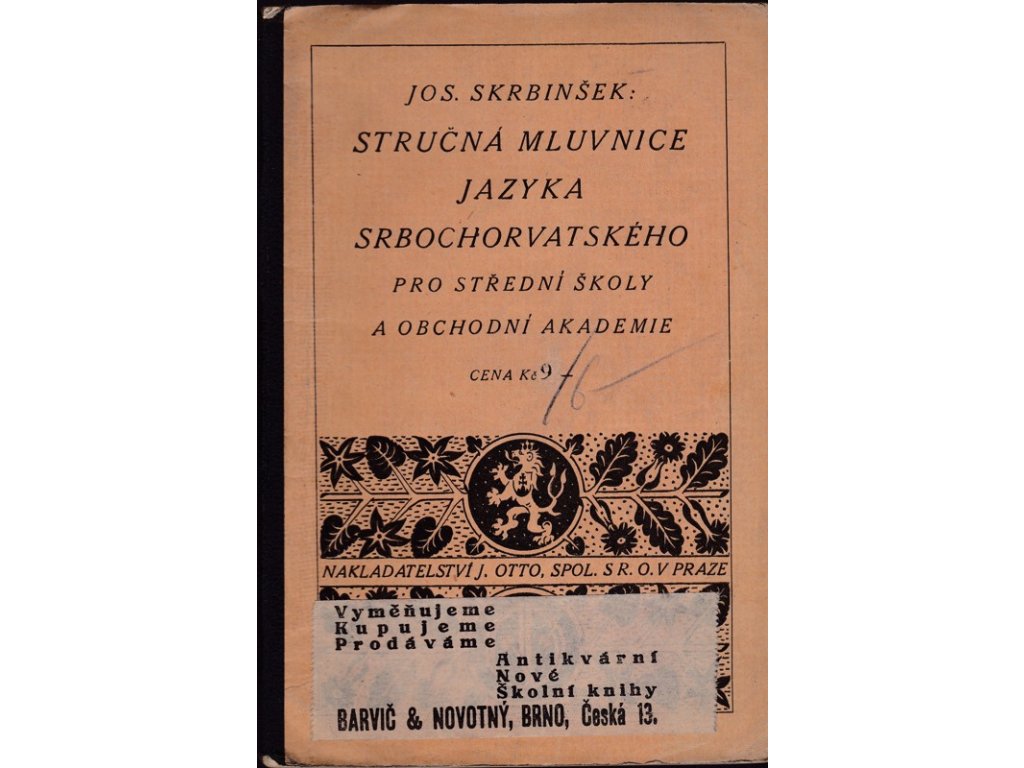 JOS. SKRBINŠEK:
STRUČNÁ MLUVNICE
JAZYKA
SRBOCHORVATSKÉHO
PRO STŘEDNÍ ŠKOLY
A OBCHODNÍ AKADEMIE
CENA Kč 9 –
6 –
NAKLADATELSTVÍ J. OTTO, SPOL. S R. O. V PRAZE
Vyměňujeme
Kupujeme
Prodáváme
Antikvární
Nové
Školní knihy
BARVIČ & NOVOTNÝ, BRNO, Česká 13.